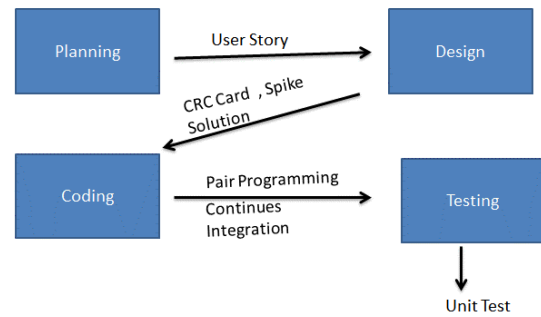 Planning
User Story
Design
CRC Card , Spike
Solution
Coding
Pair Programming
Continues
Integration
Testing
Unit Test